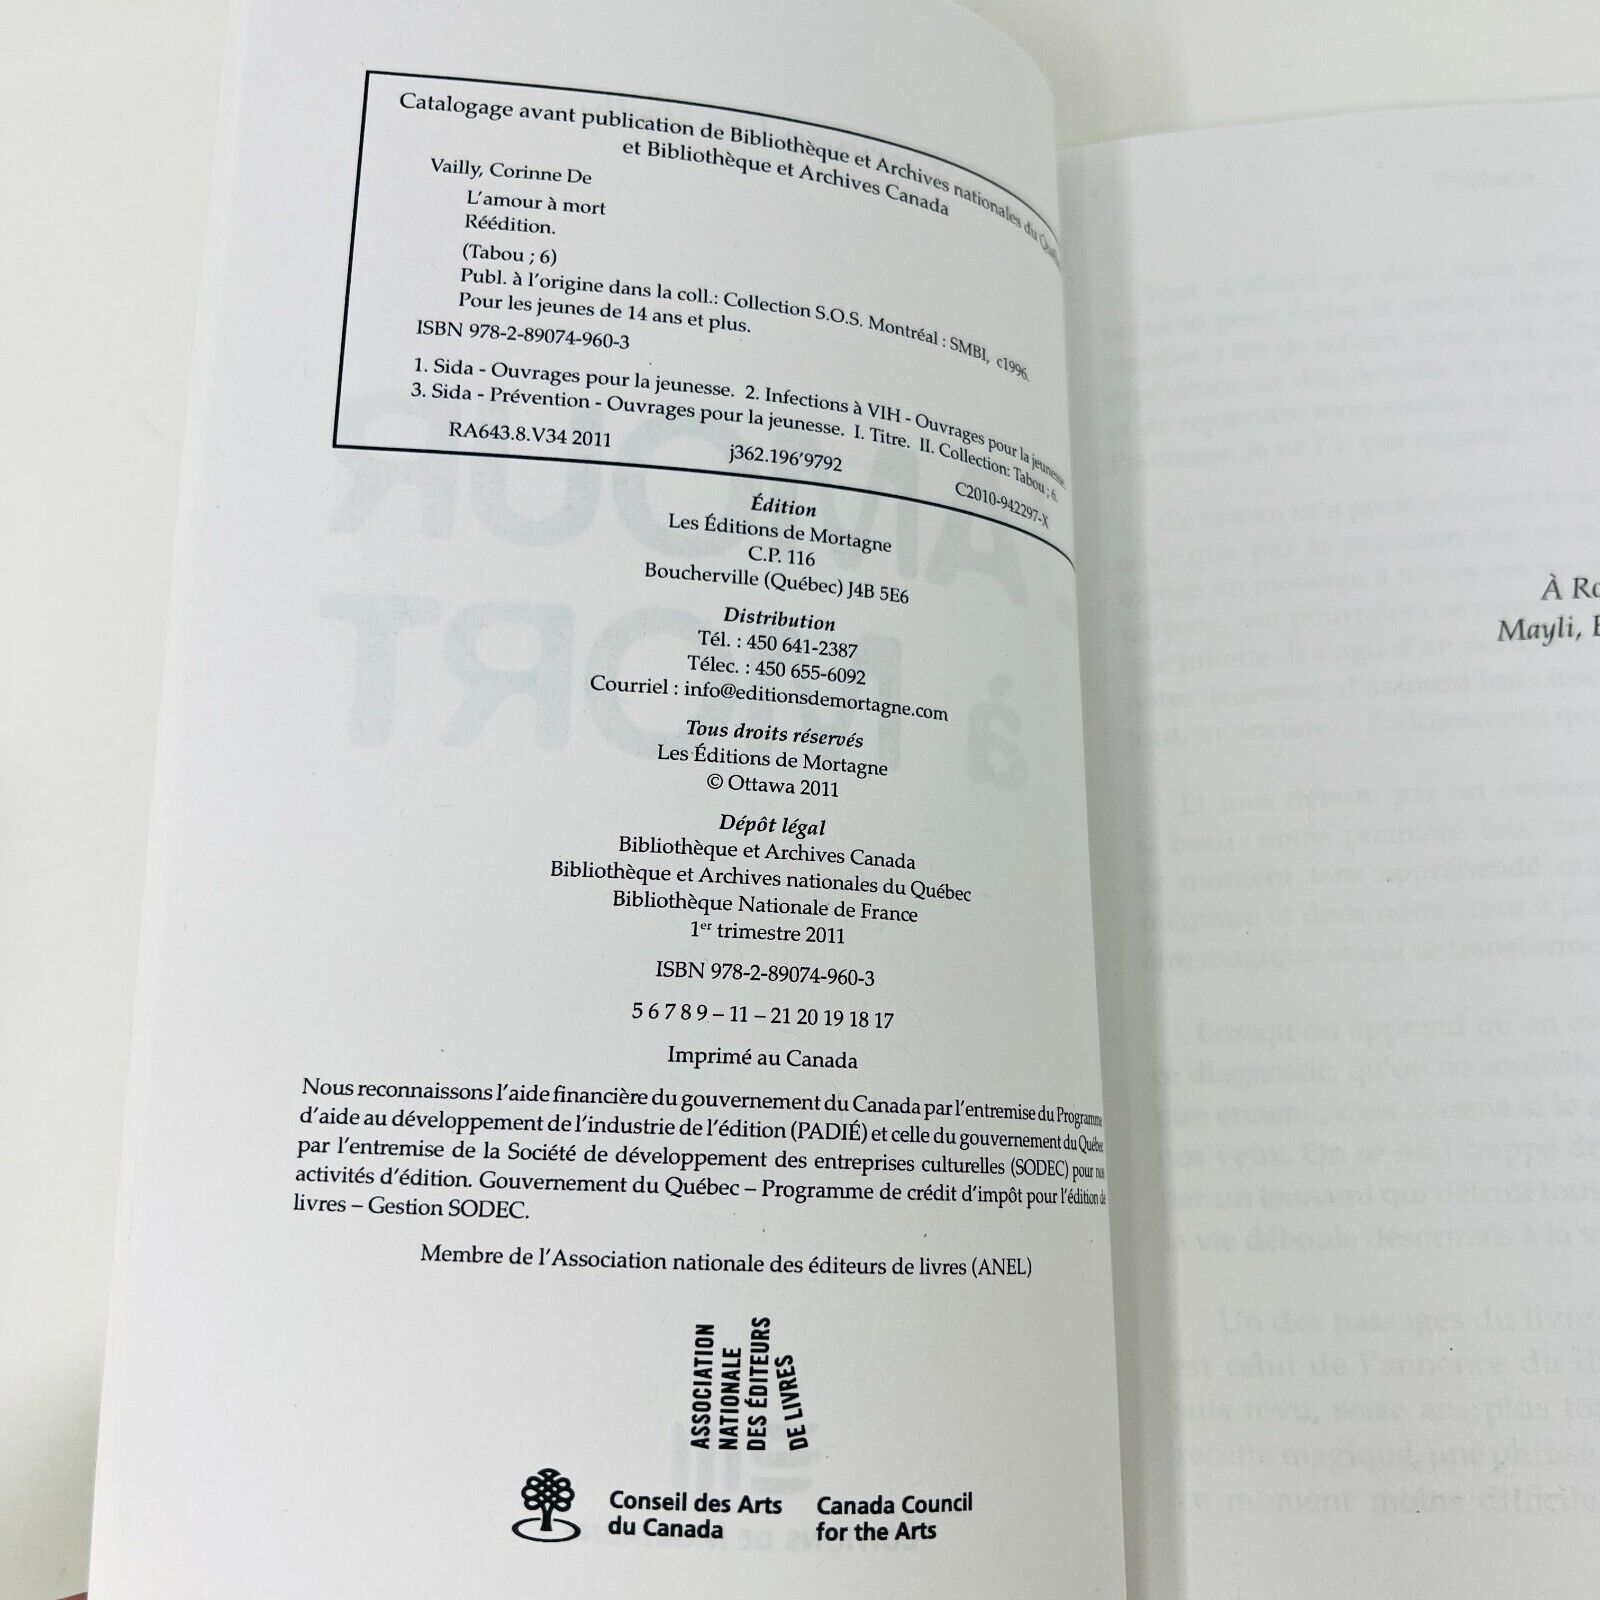 Catalogage avant publication de Bibliothèque et Archives nationales du
et Bibliothèque et Archives Canada
Vailly, Corinne De
L'amour à mort
Réédition.
(Tabou ; 6)
Publ. à l'origine dans la coll.: Collection S.O.S. Montréal : SMBI, c1996.
Pour les jeunes de 14 ans et plus.
ISBN 978-2-89074-960-3
1. Sida - Ouvrages pour la jeunesse. 2. Infections à VIH - Ouvrages pour la jeunesse.
3. Sida - Prévention - Ouvrages pour la jeunesse. I. Titre. II. Collection: Tabou ; 6.
RA643.8.V34 2011 j362.196'9792 C2010-942297-X
Édition
Les Éditions de Mortagne
C.P. 116
Boucherville (Québec) J4B 5E6
Distribution
Tél. : 450 641-2387
Télec. : 450 655-6092
Courriel : info@editionsdemortagne.com
Tous droits réservés
Les Éditions de Mortagne
© Ottawa 2011
Dépôt légal
Bibliothèque et Archives Canada
Bibliothèque et Archives nationales du Québec
Bibliothèque Nationale de France
1er trimestre 2011
ISBN 978-2-89074-960-3
5 6 7 8 9 – 11 – 21 20 19 18 17
Imprimé au Canada
Nous reconnaissons l'aide financière du gouvernement du Canada par l'entremise du Programme
d'aide au développement de l'industrie de l'édition (PADIÉ) et celle du gouvernement du Québec
par l'entremise de la Société de développement des entreprises culturelles (SODEC) pour nos
activités d'édition. Gouvernement du Québec – Programme de crédit d'impôt pour l'édition de
livres – Gestion SODEC.
Membre de l'Association nationale des éditeurs de livres (ANEL)
ASSOCIATION
NATIONALE
DES ÉDITEURS
DE LIVRES
Conseil des Arts
du Canada
Canada Council
for the Arts
À
Mayli,